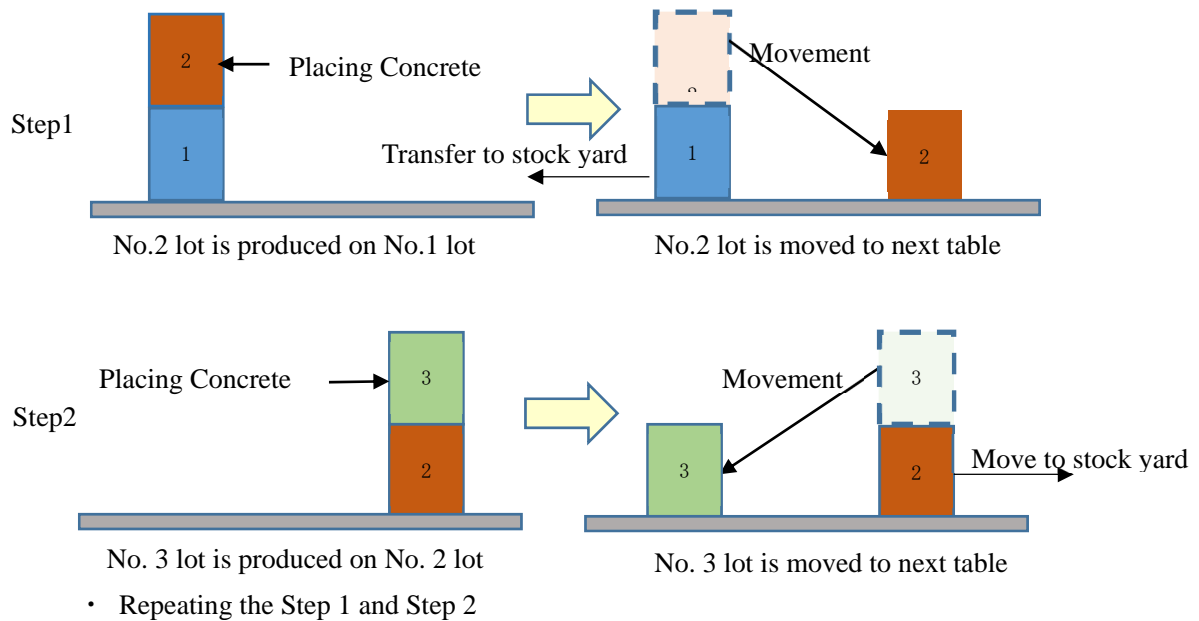 2
Placing Concrete
Movement
Step1
1
Transfer to stock yard
1
2
No.2 lot is produced on No.1 lot
No.2 lot is moved to next table
Placing Concrete
3
Movement
3
Step2
2
3
2
Move to stock yard
No. 3 lot is produced on No. 2 lot
No. 3 lot is moved to next table
・ Repeating the Step 1 and Step 2